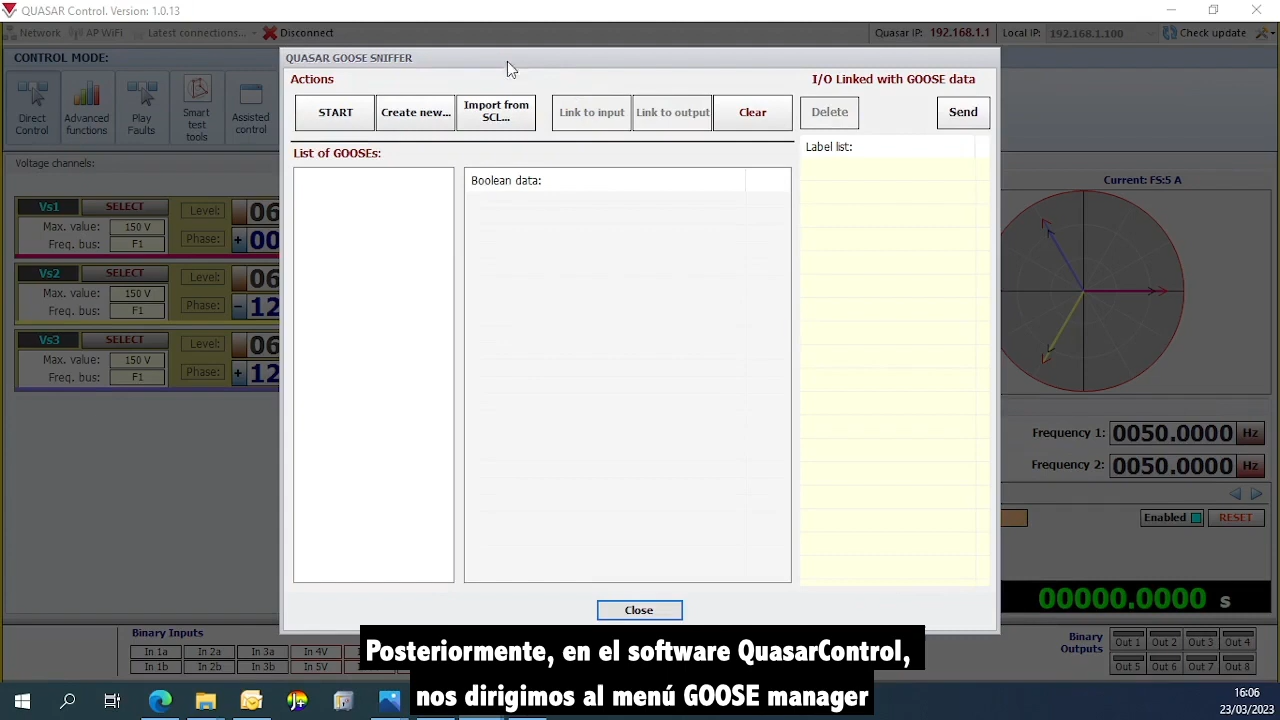 QUASAR Control. Version: 1.0.13
Network AP WiFi Latest connections... Disconnect Quasar IP: 192.168.1.1 Local IP: 192.168.1.100 Check update
CONTROL MODE:
Direct Control
Advanced functions
Play Faults
Smart test tools
Assisted control
Voltage channels:
Vs1 SELECT Level: 06
Max. value: 150 V
Freq. bus: F1 Phase: + 00
Vs2 SELECT Level: 06
Max. value: 150 V
Freq. bus: F1 Phase: - 12
Vs3 SELECT Level: 06
Max. value: 150 V
Freq. bus: F1 Phase: + 12
QUASAR GOOSE SNIFFER
Actions
START Create new... Import from SCL... Link to input Link to output Clear
List of GOOSEs:
Boolean data:
I/O Linked with GOOSE data
Delete Send
Label list:
Close
Current: FS:5 A
Frequency 1: 0050.0000 Hz
Frequency 2: 0050.0000 Hz
Enabled RESET
00000.0000 s
Binary Inputs
In 1a In 2a In 3a In 4V
In 1b In 2b In 3b In 5V
Binary Outputs
Out 1 Out 2 Out 3 Out 4
Out 5 Out 6 Out 7 Out 8
Posteriormente, en el software QuasarControl,
nos dirigimos al menú GOOSE manager
16:06
23/03/2023